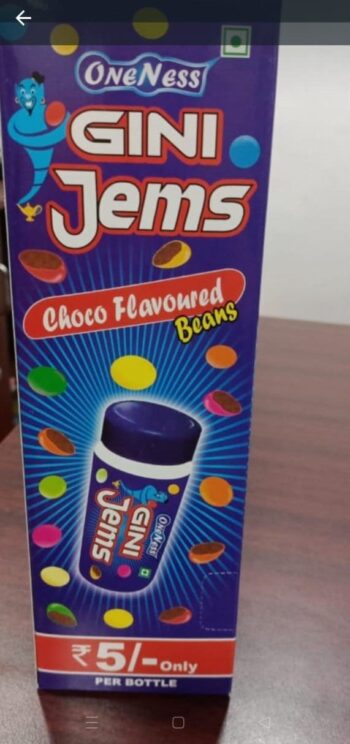 OneNess
GINI
Jems
Choco Flavoured
Beans
OneNess
GINI
Jems
₹ 5/- Only
PER BOTTLE